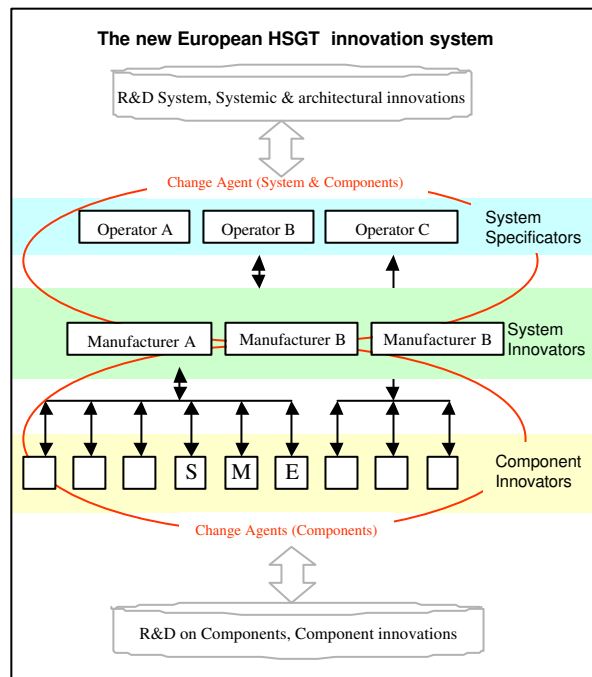 The new European HSGT innovation system
R&D System, Systemic & architectural innovations
Change Agent (System & Components)
Operator A
Operator B
Operator C
System
Specificators
Manufacturer A
Manufacturer B
Manufacturer B
System
Innovators
S
M
E
Component
Innovators
Change Agents (Components)
R&D on Components, Component innovations